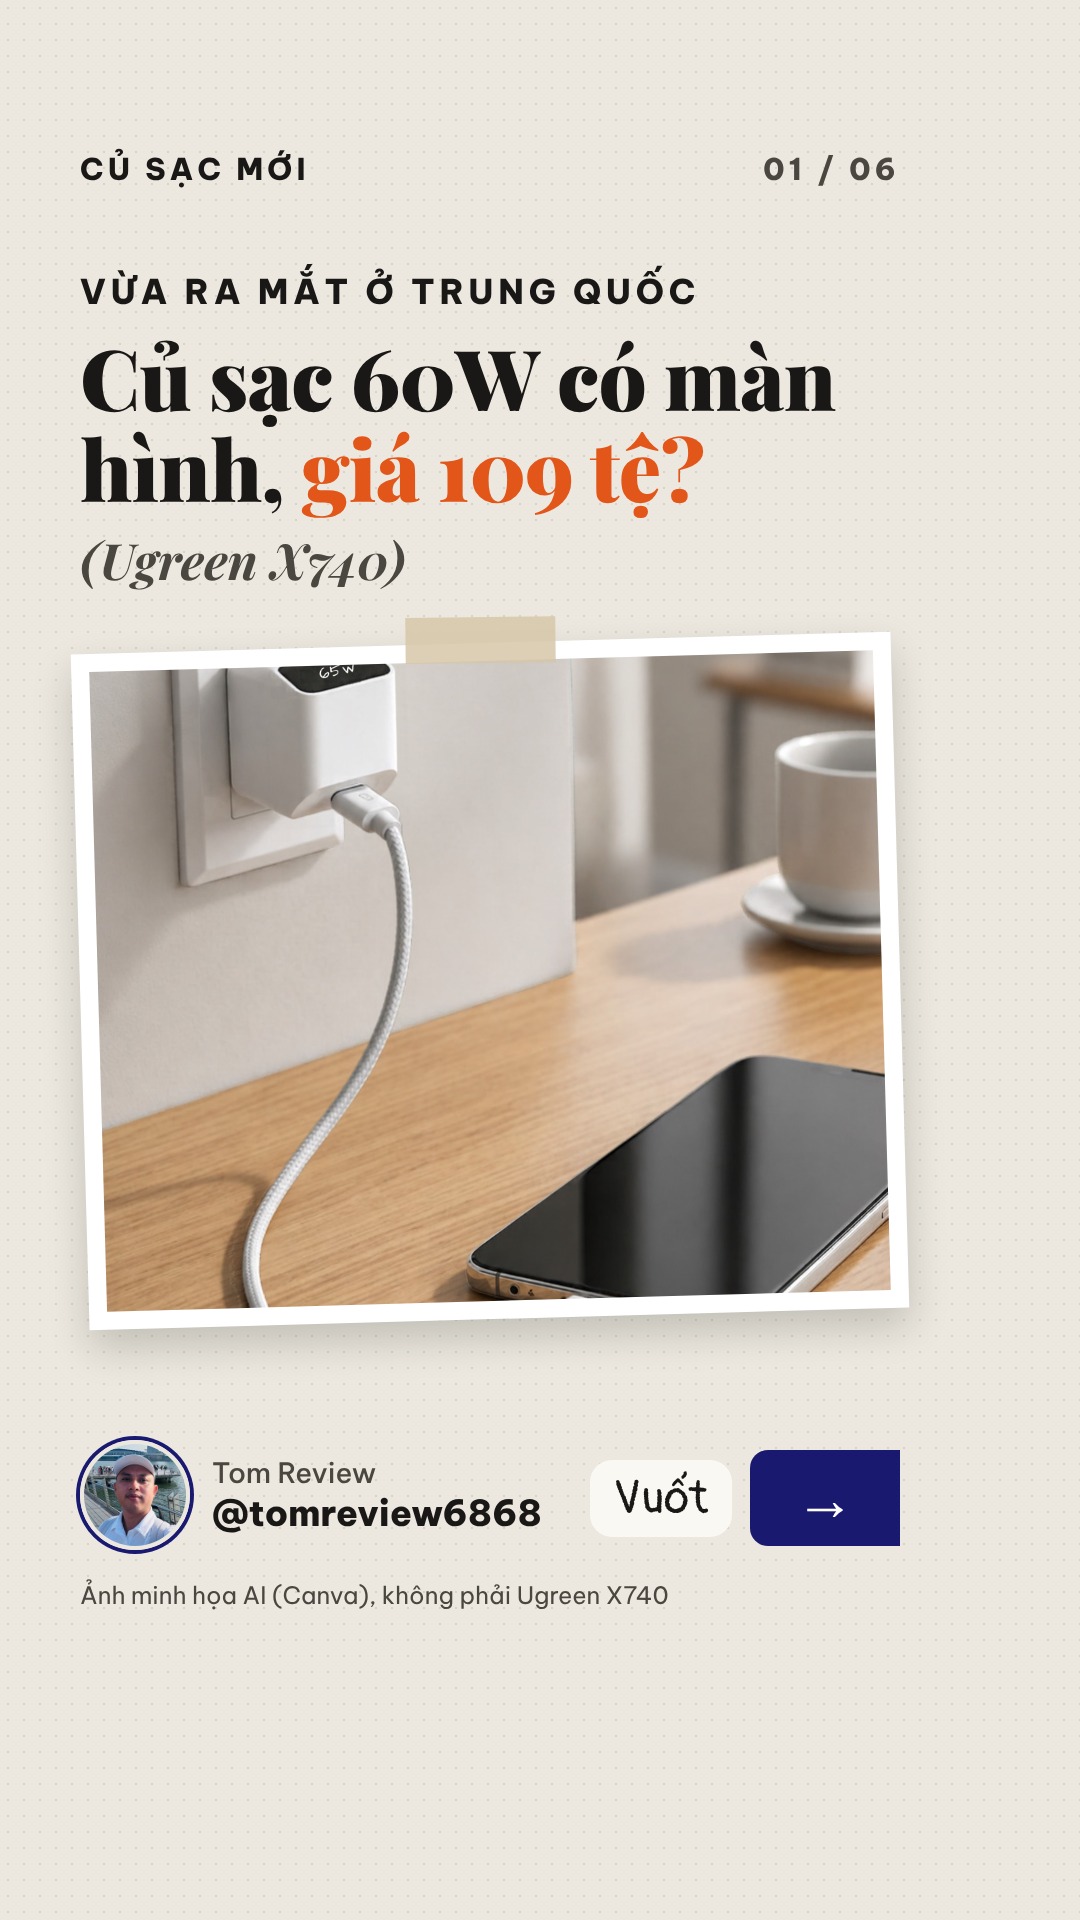 CỦ SẠC MỚI
01 / 06
VỪA RA MẮT Ở TRUNG QUỐC
Củ sạc 60W có màn
hình, giá 109 tệ?
(Ugreen X740)
65W
Tom Review
@tomreview6868
Vuốt
→
Ảnh minh họa AI (Canva), không phải Ugreen X740